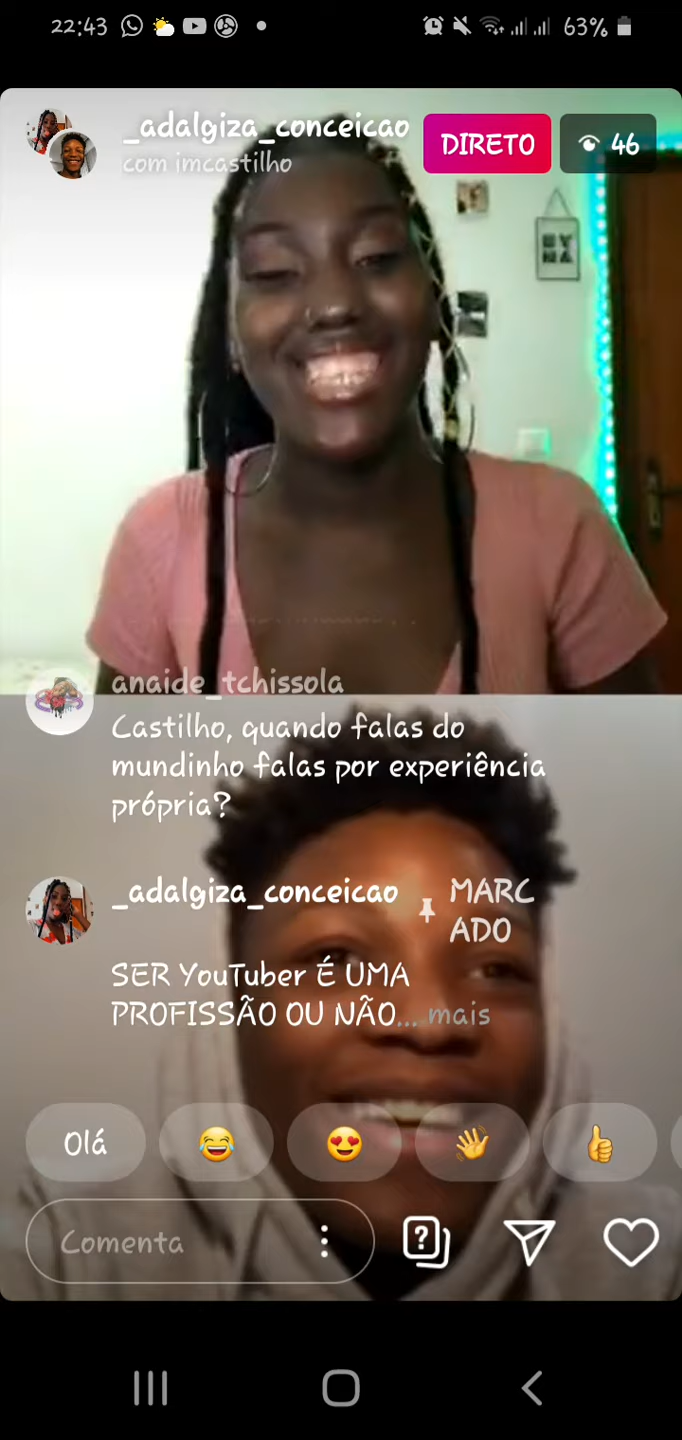 22:43
63%
_adalgiza_conceicao
com imcastilho
DIRETO
46
anaide_tchissola
Castilho, quando falas do
mundinho falas por experiência
própria?
_adalgiza_conceicao
MARC
ADO
SER YouTuber É UMA
PROFISSÃO OU NÃO... mais
Olá
Comenta